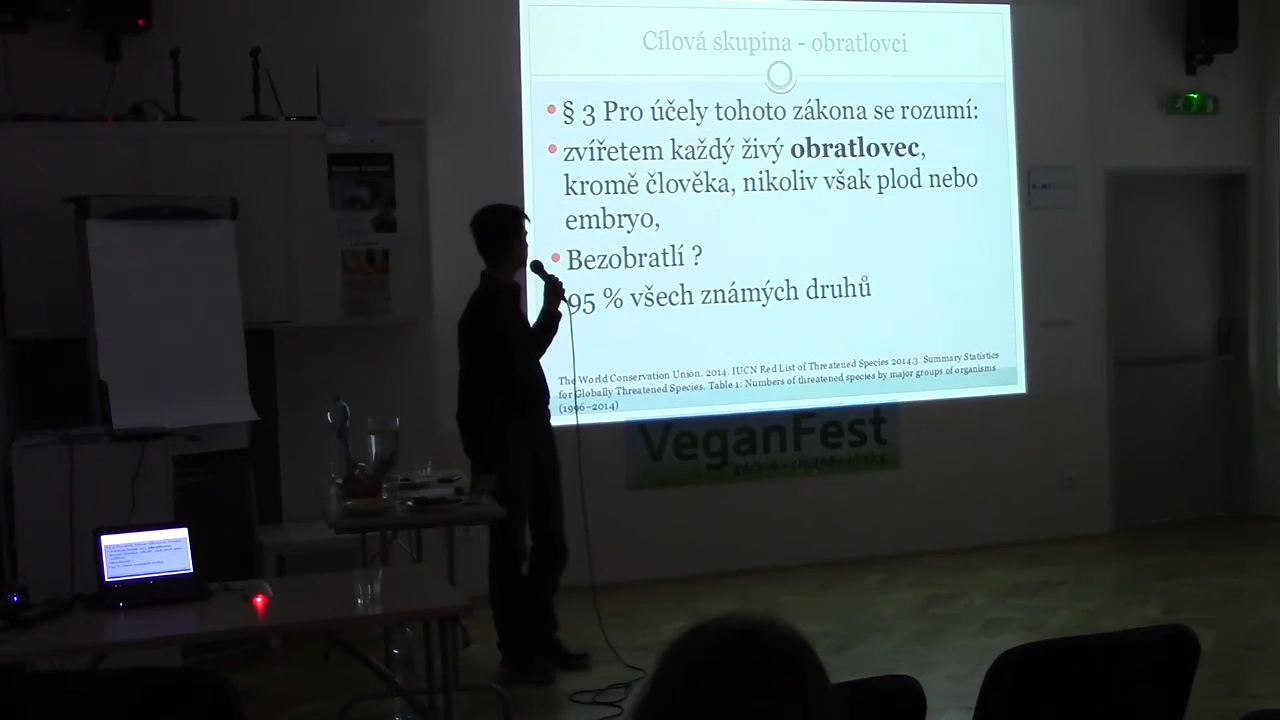 Cílová skupina - obratlovci
• § 3 Pro účely tohoto zákona se rozumí:
• zvířetem každý živý obratlovec,
kromě člověka, nikoliv však plod nebo
embryo,
• Bezobratlí ?
95 % všech známých druhů
The World Conservation Union. 2014. IUCN Red List of Threatened Species 2014.3. Summary Statistics
for Globally Threatened Species. Table 1: Numbers of threatened species by major groups of organisms
(1996–2014)
VeganFest